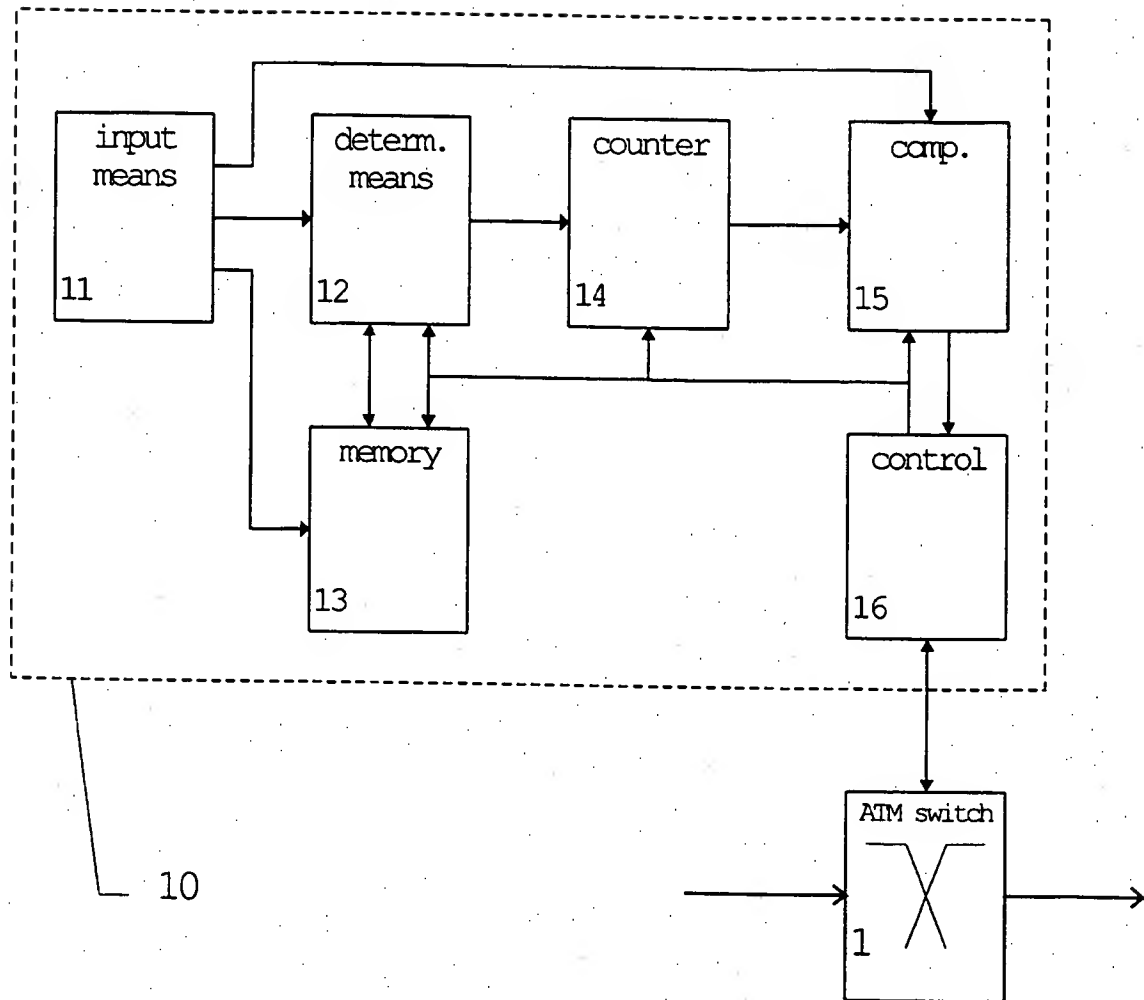 input
means
11
determ.
means
12
counter
14
comp.
15
memory
13
control
16
ATM switch
1
10